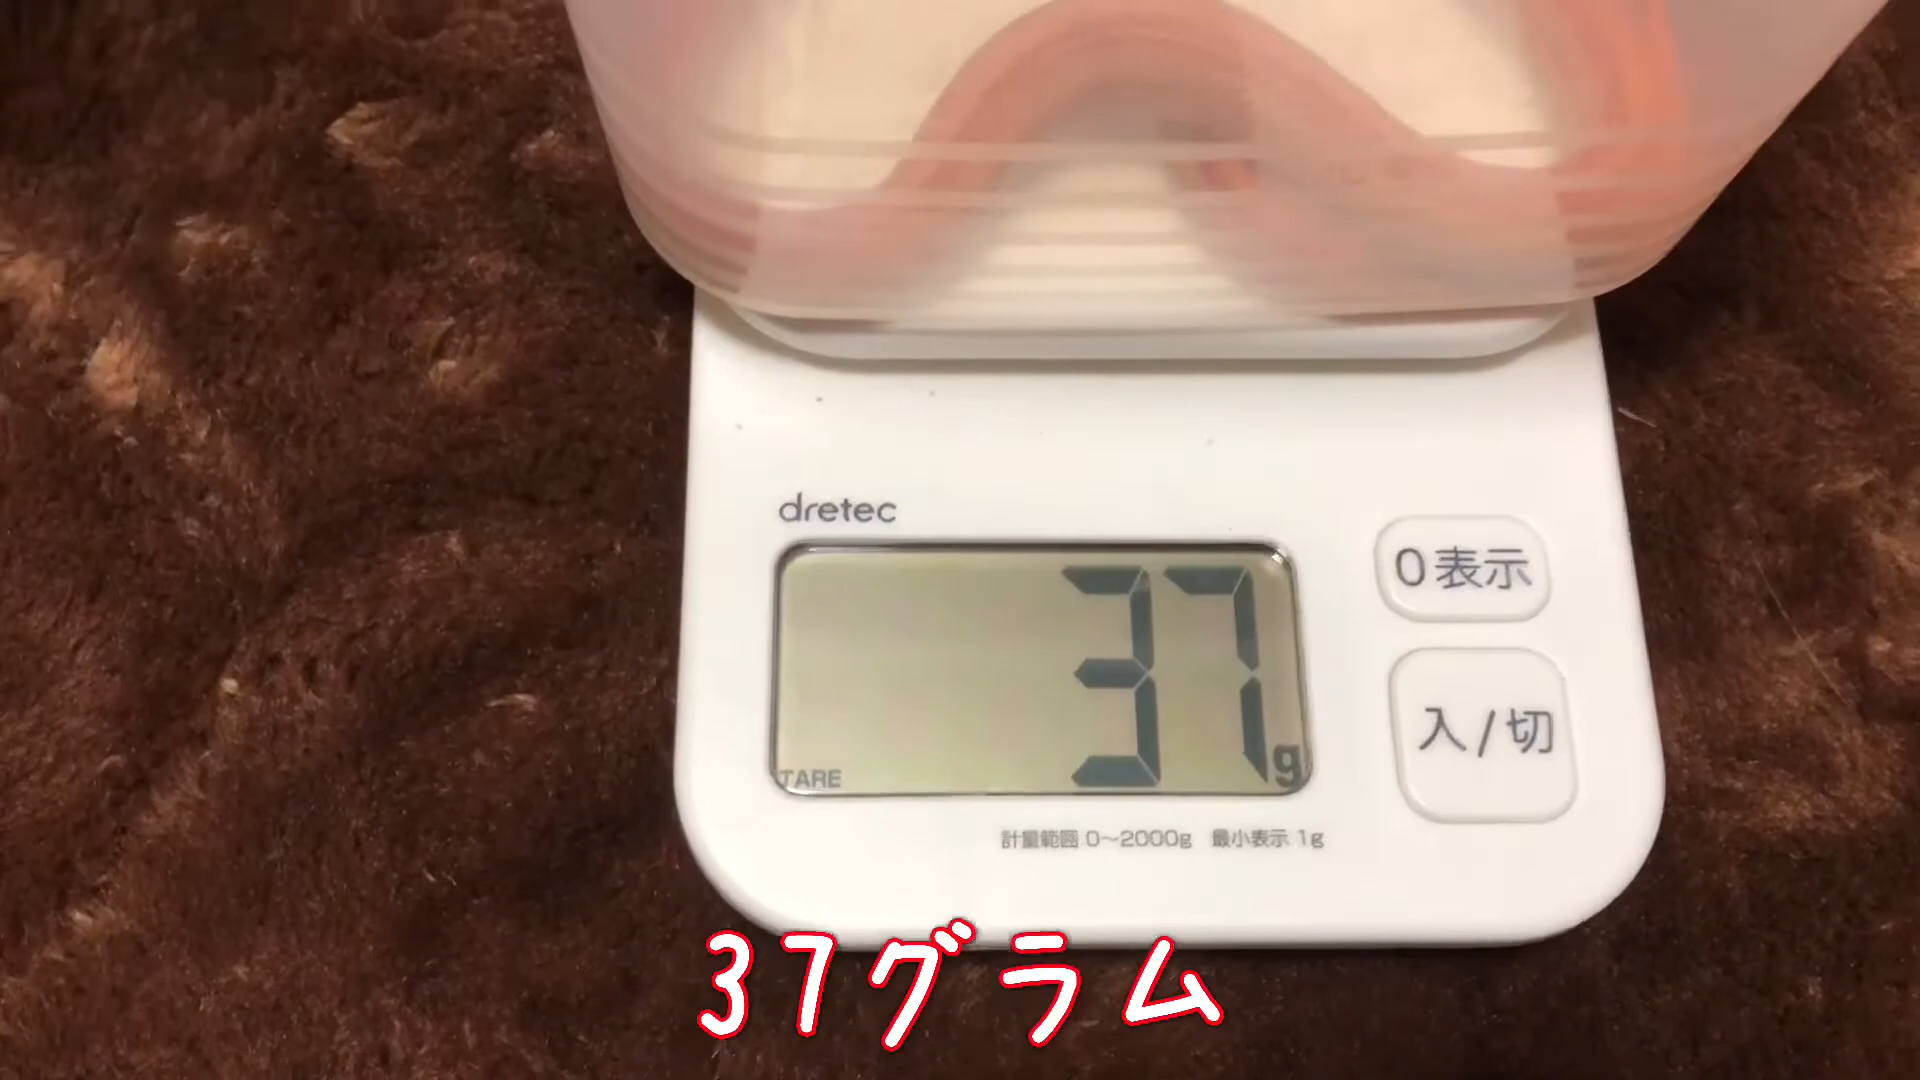 dretec
37g
TARE
0表示
入/切
計量範囲 0〜2000g 最小表示 1g
37グラム